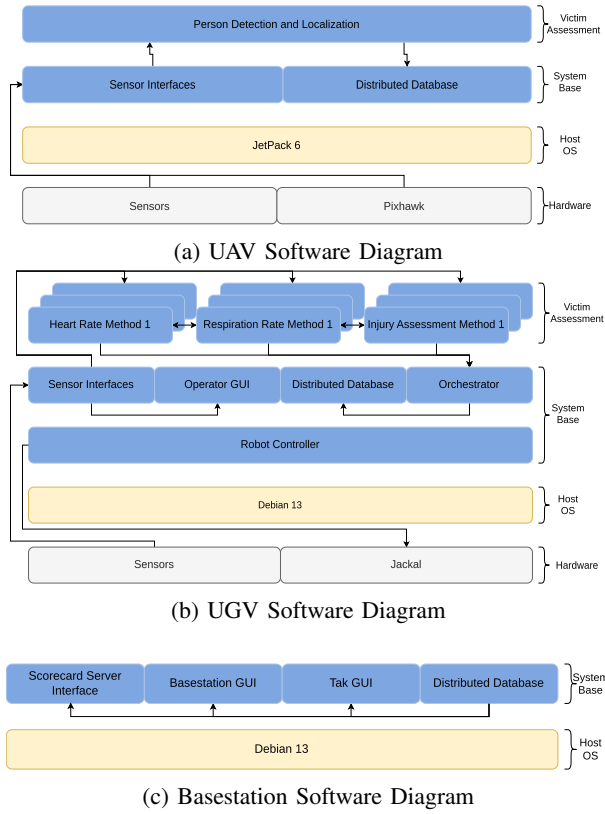 Person Detection and Localization
Victim
Assessment
Sensor Interfaces
Distributed Database
System
Base
JetPack 6
Host
OS
Sensors
Pixhawk
Hardware
(a) UAV Software Diagram
Heart Rate Method 1
Respiration Rate Method 1
Injury Assessment Method 1
Victim
Assessment
Sensor Interfaces
Operator GUI
Distributed Database
Orchestrator
System
Base
Robot Controller
Debian 13
Host
OS
Sensors
Jackal
Hardware
(b) UGV Software Diagram
Scorecard Server
Interface
Basestation GUI
Tak GUI
Distributed Database
System
Base
Debian 13
Host
OS
(c) Basestation Software Diagram